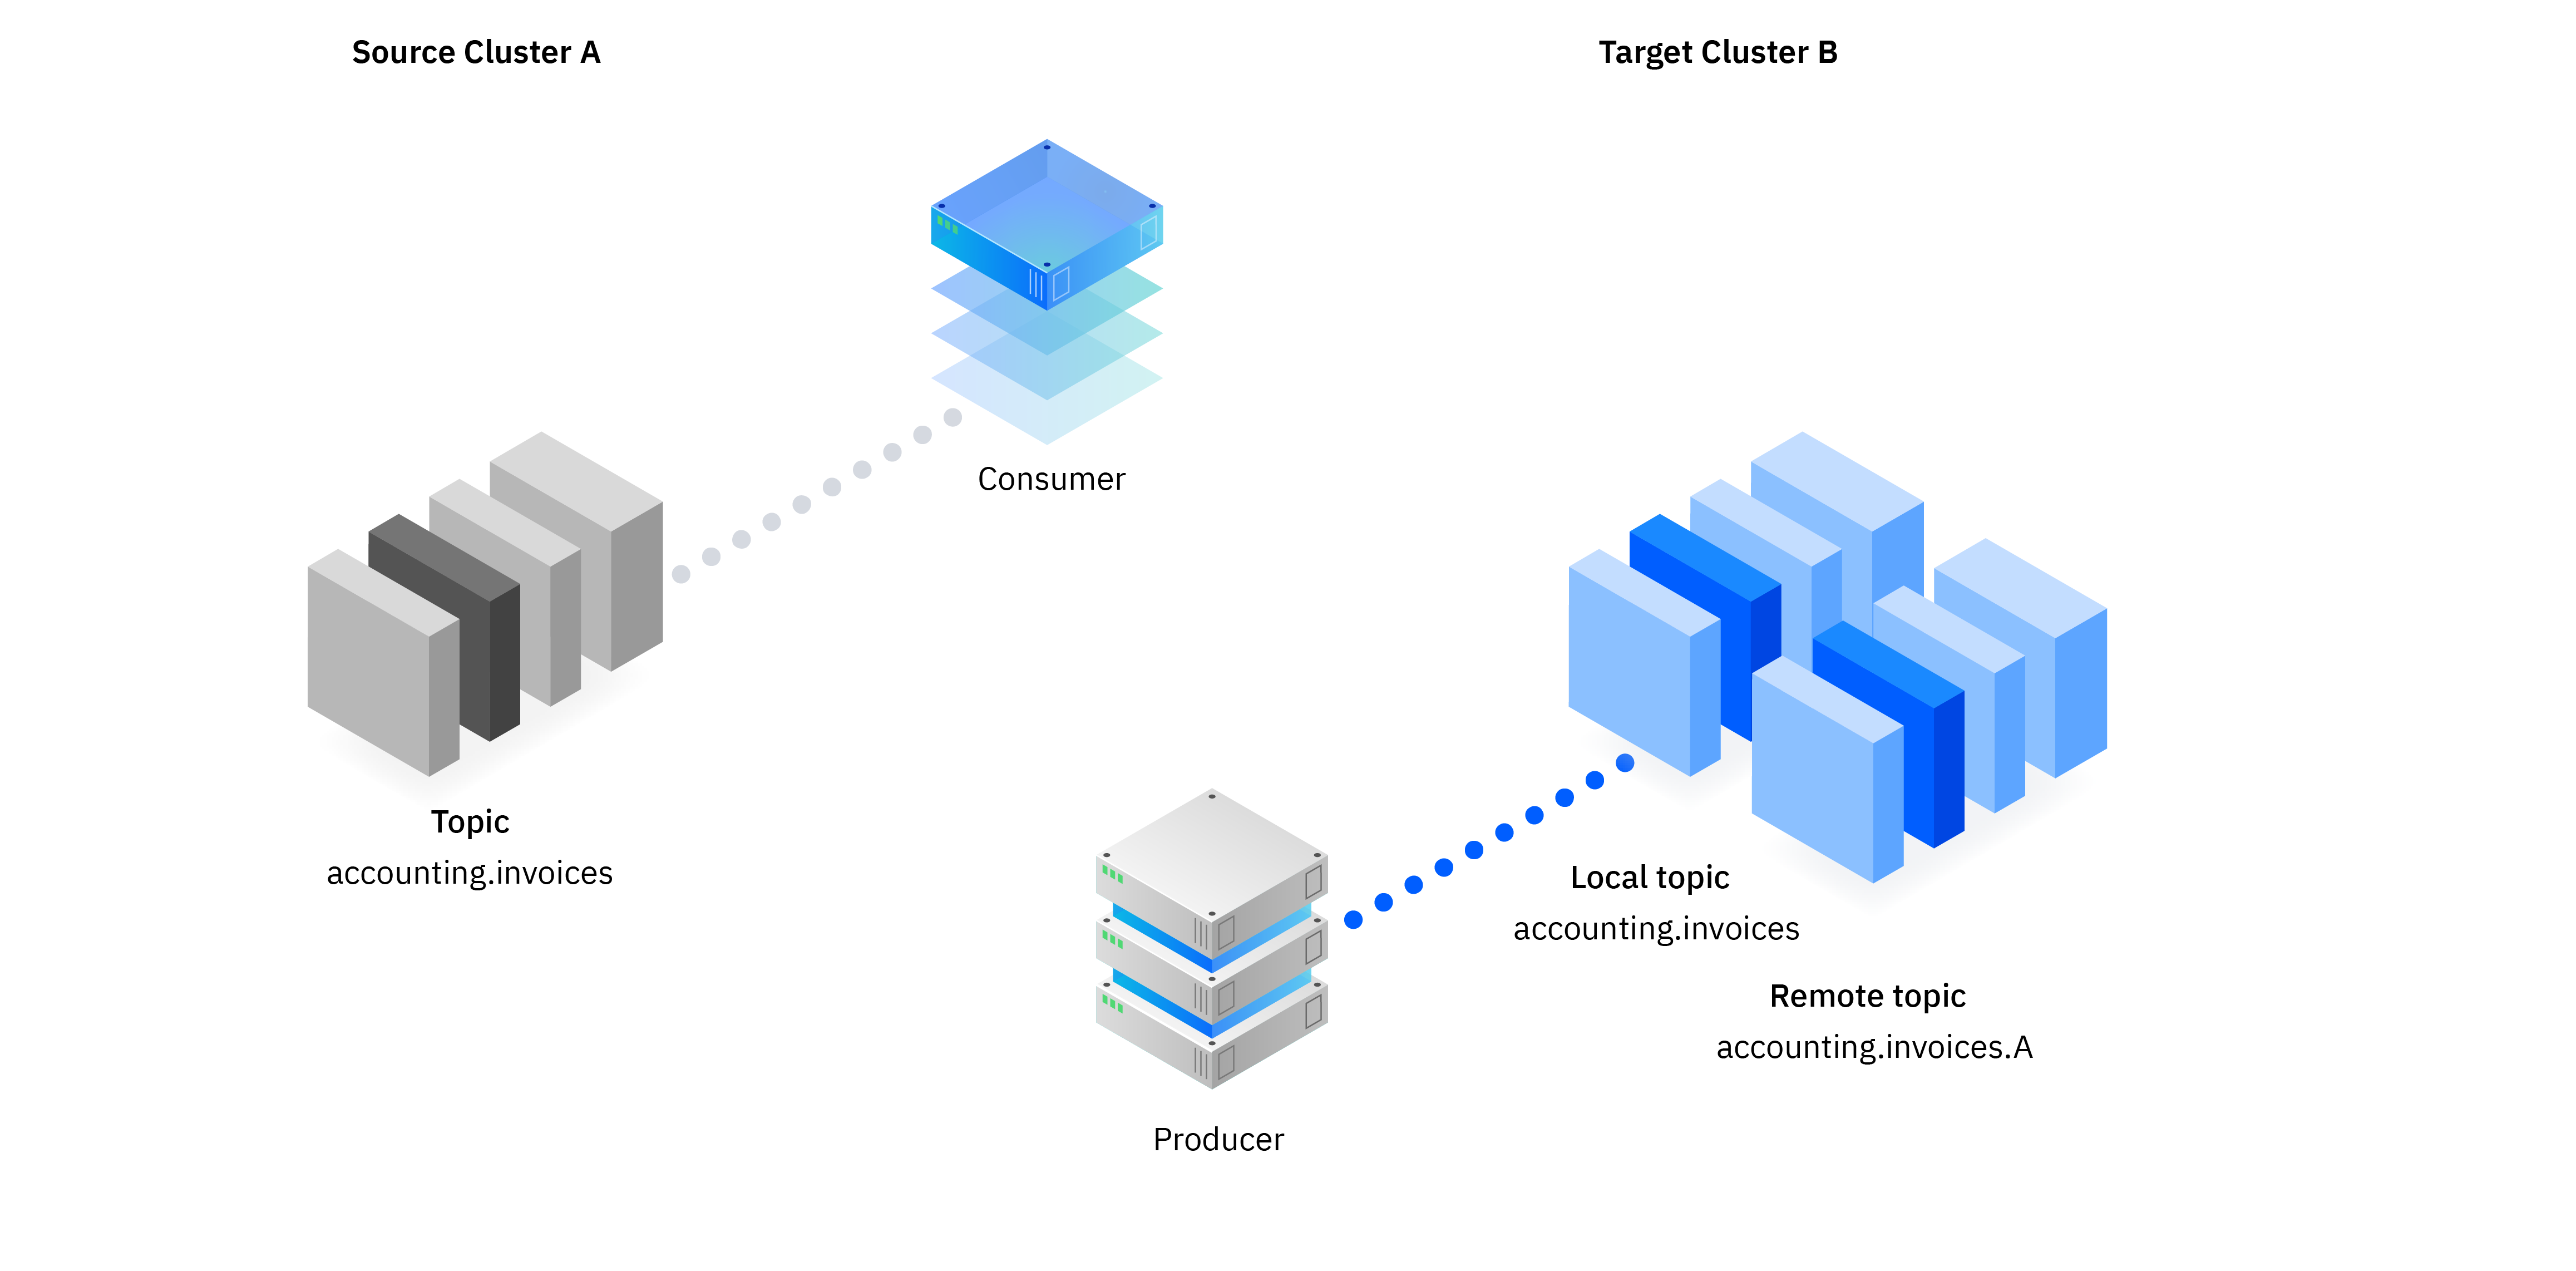 Source Cluster A
Target Cluster B
Consumer
Topic
accounting.invoices
Local topic
accounting.invoices
Remote topic
accounting.invoices.A
Producer